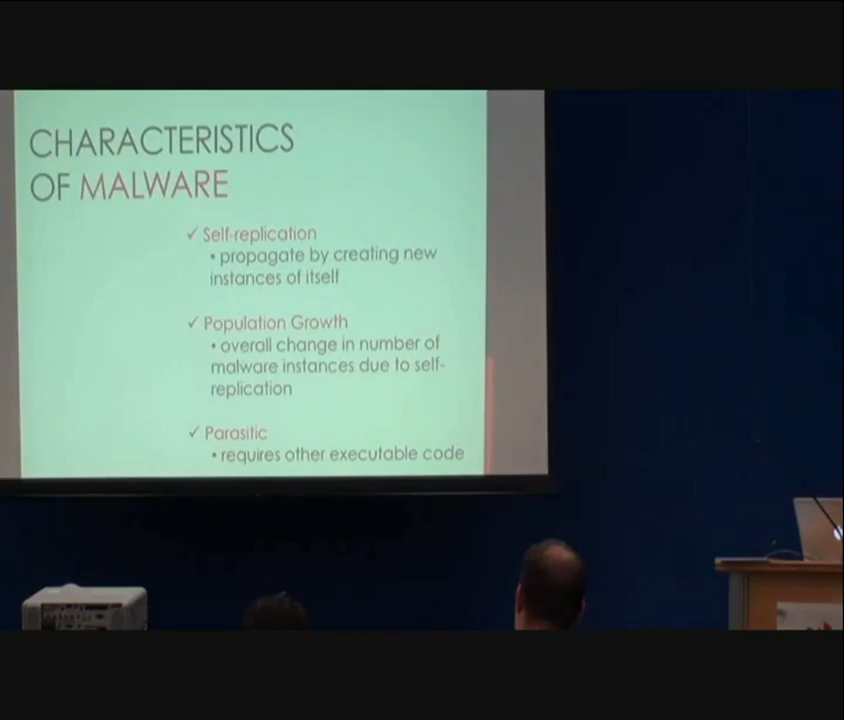 CHARACTERISTICS
OF MALWARE
✓ Self-replication
• propagate by creating new
instances of itself
✓ Population Growth
• overall change in number of
malware instances due to self-
replication
✓ Parasitic
• requires other executable code